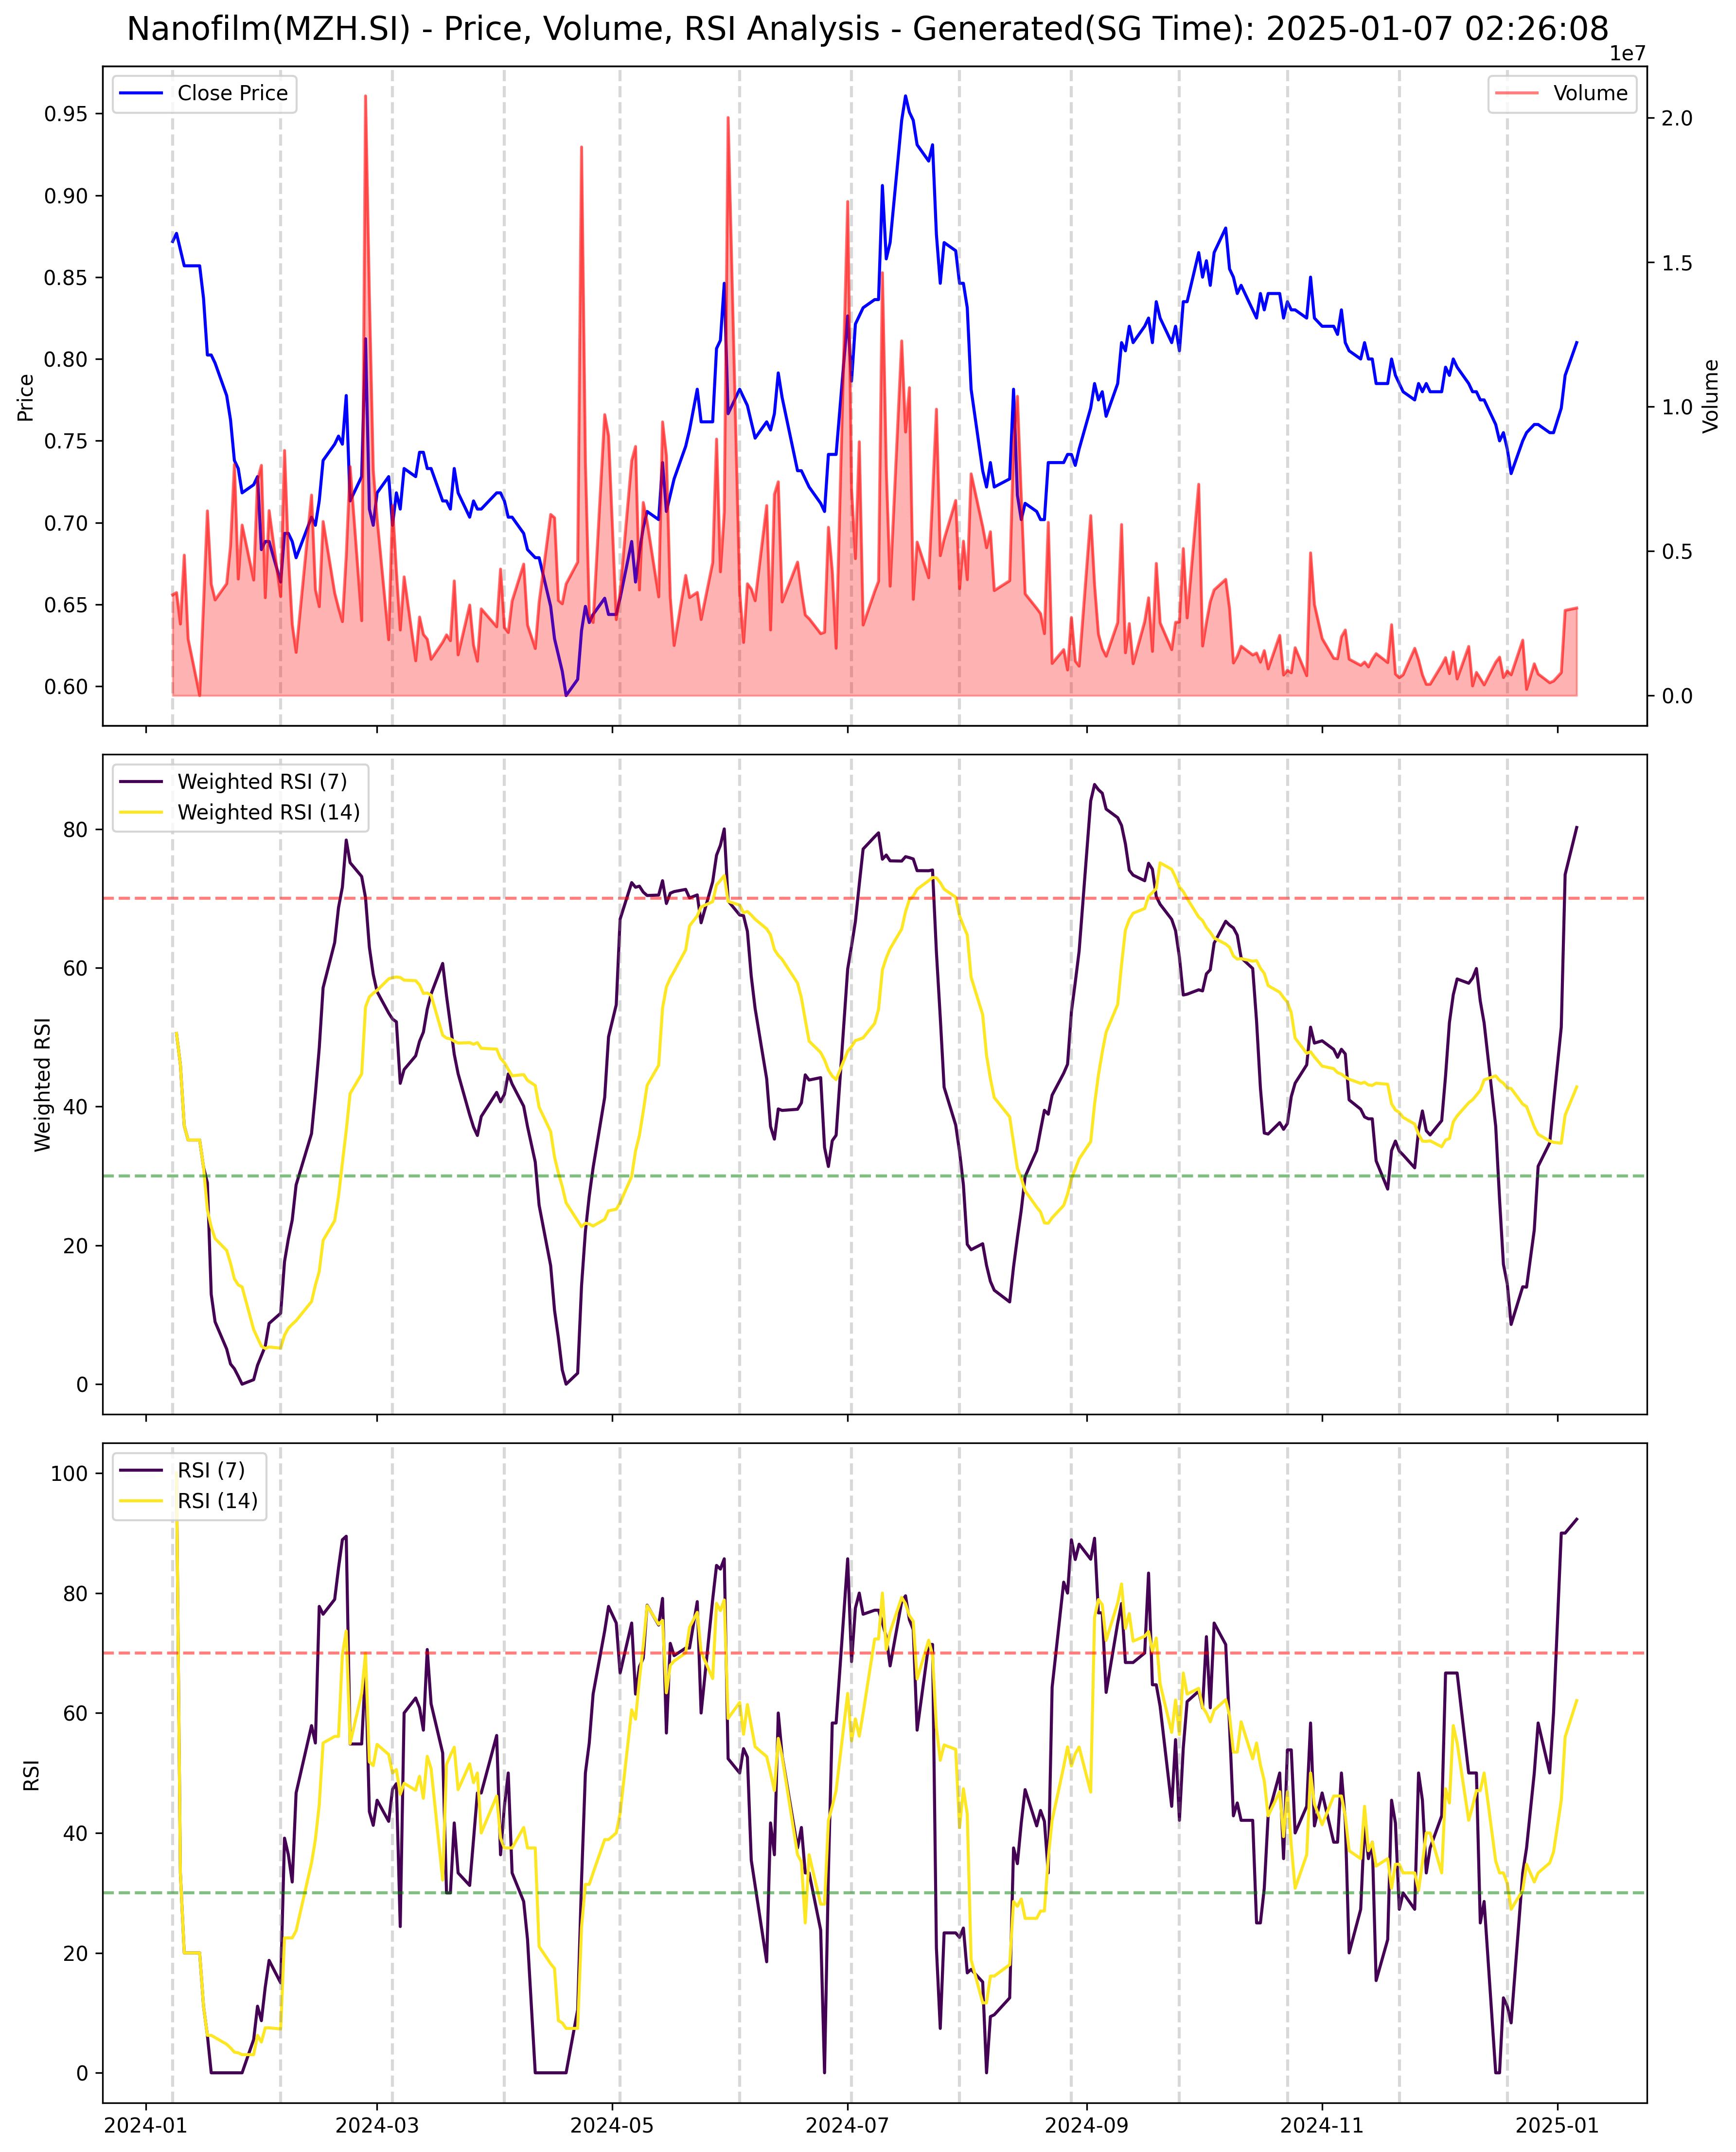 Nanofilm(MZH.SI) - Price, Volume, RSI Analysis - Generated(SG Time): 2025-01-07 02:26:08
1e7
Close Price
Volume
0.95
0.90
0.85
0.80
0.75
0.70
0.65
0.60
Price
2.0
1.5
1.0
0.5
0.0
Volume
Weighted RSI (7)
Weighted RSI (14)
80
60
40
20
0
Weighted RSI
RSI (7)
RSI (14)
100
80
60
40
20
0
RSI
2024-01
2024-03
2024-05
2024-07
2024-09
2024-11
2025-01